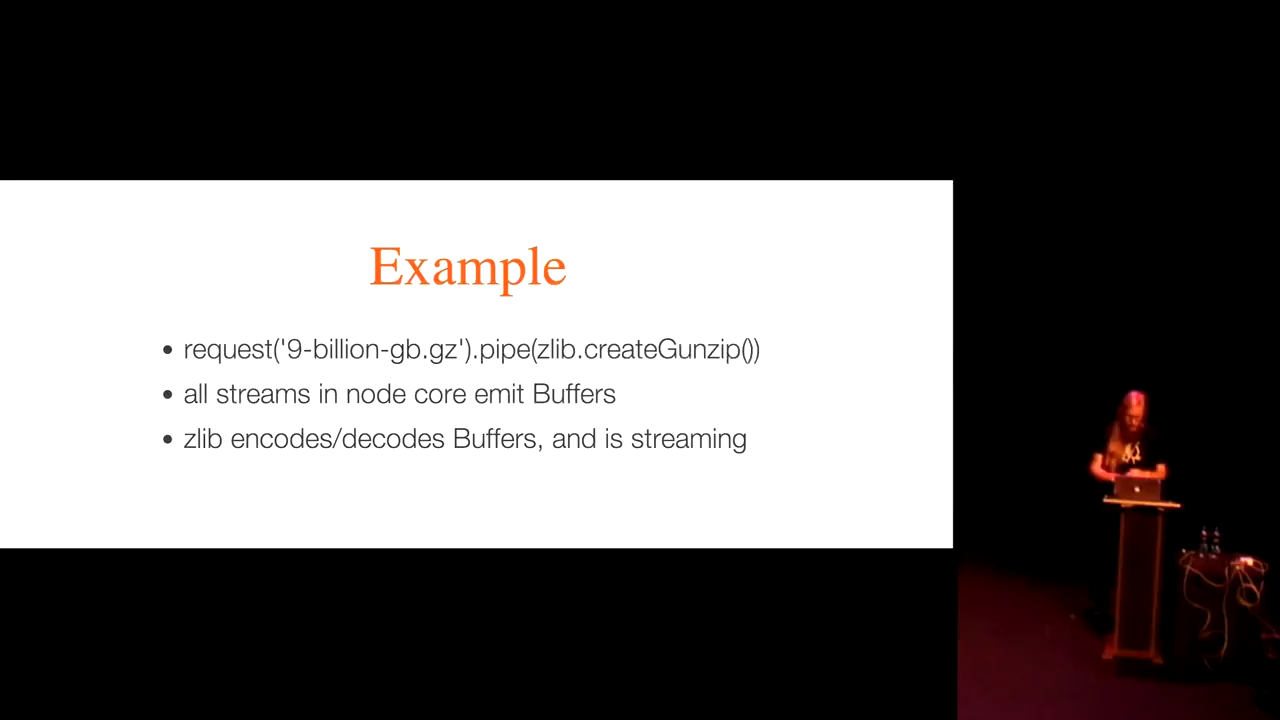 Example
• request('9-billion-gb.gz').pipe(zlib.createGunzip())
• all streams in node core emit Buffers
• zlib encodes/decodes Buffers, and is streaming